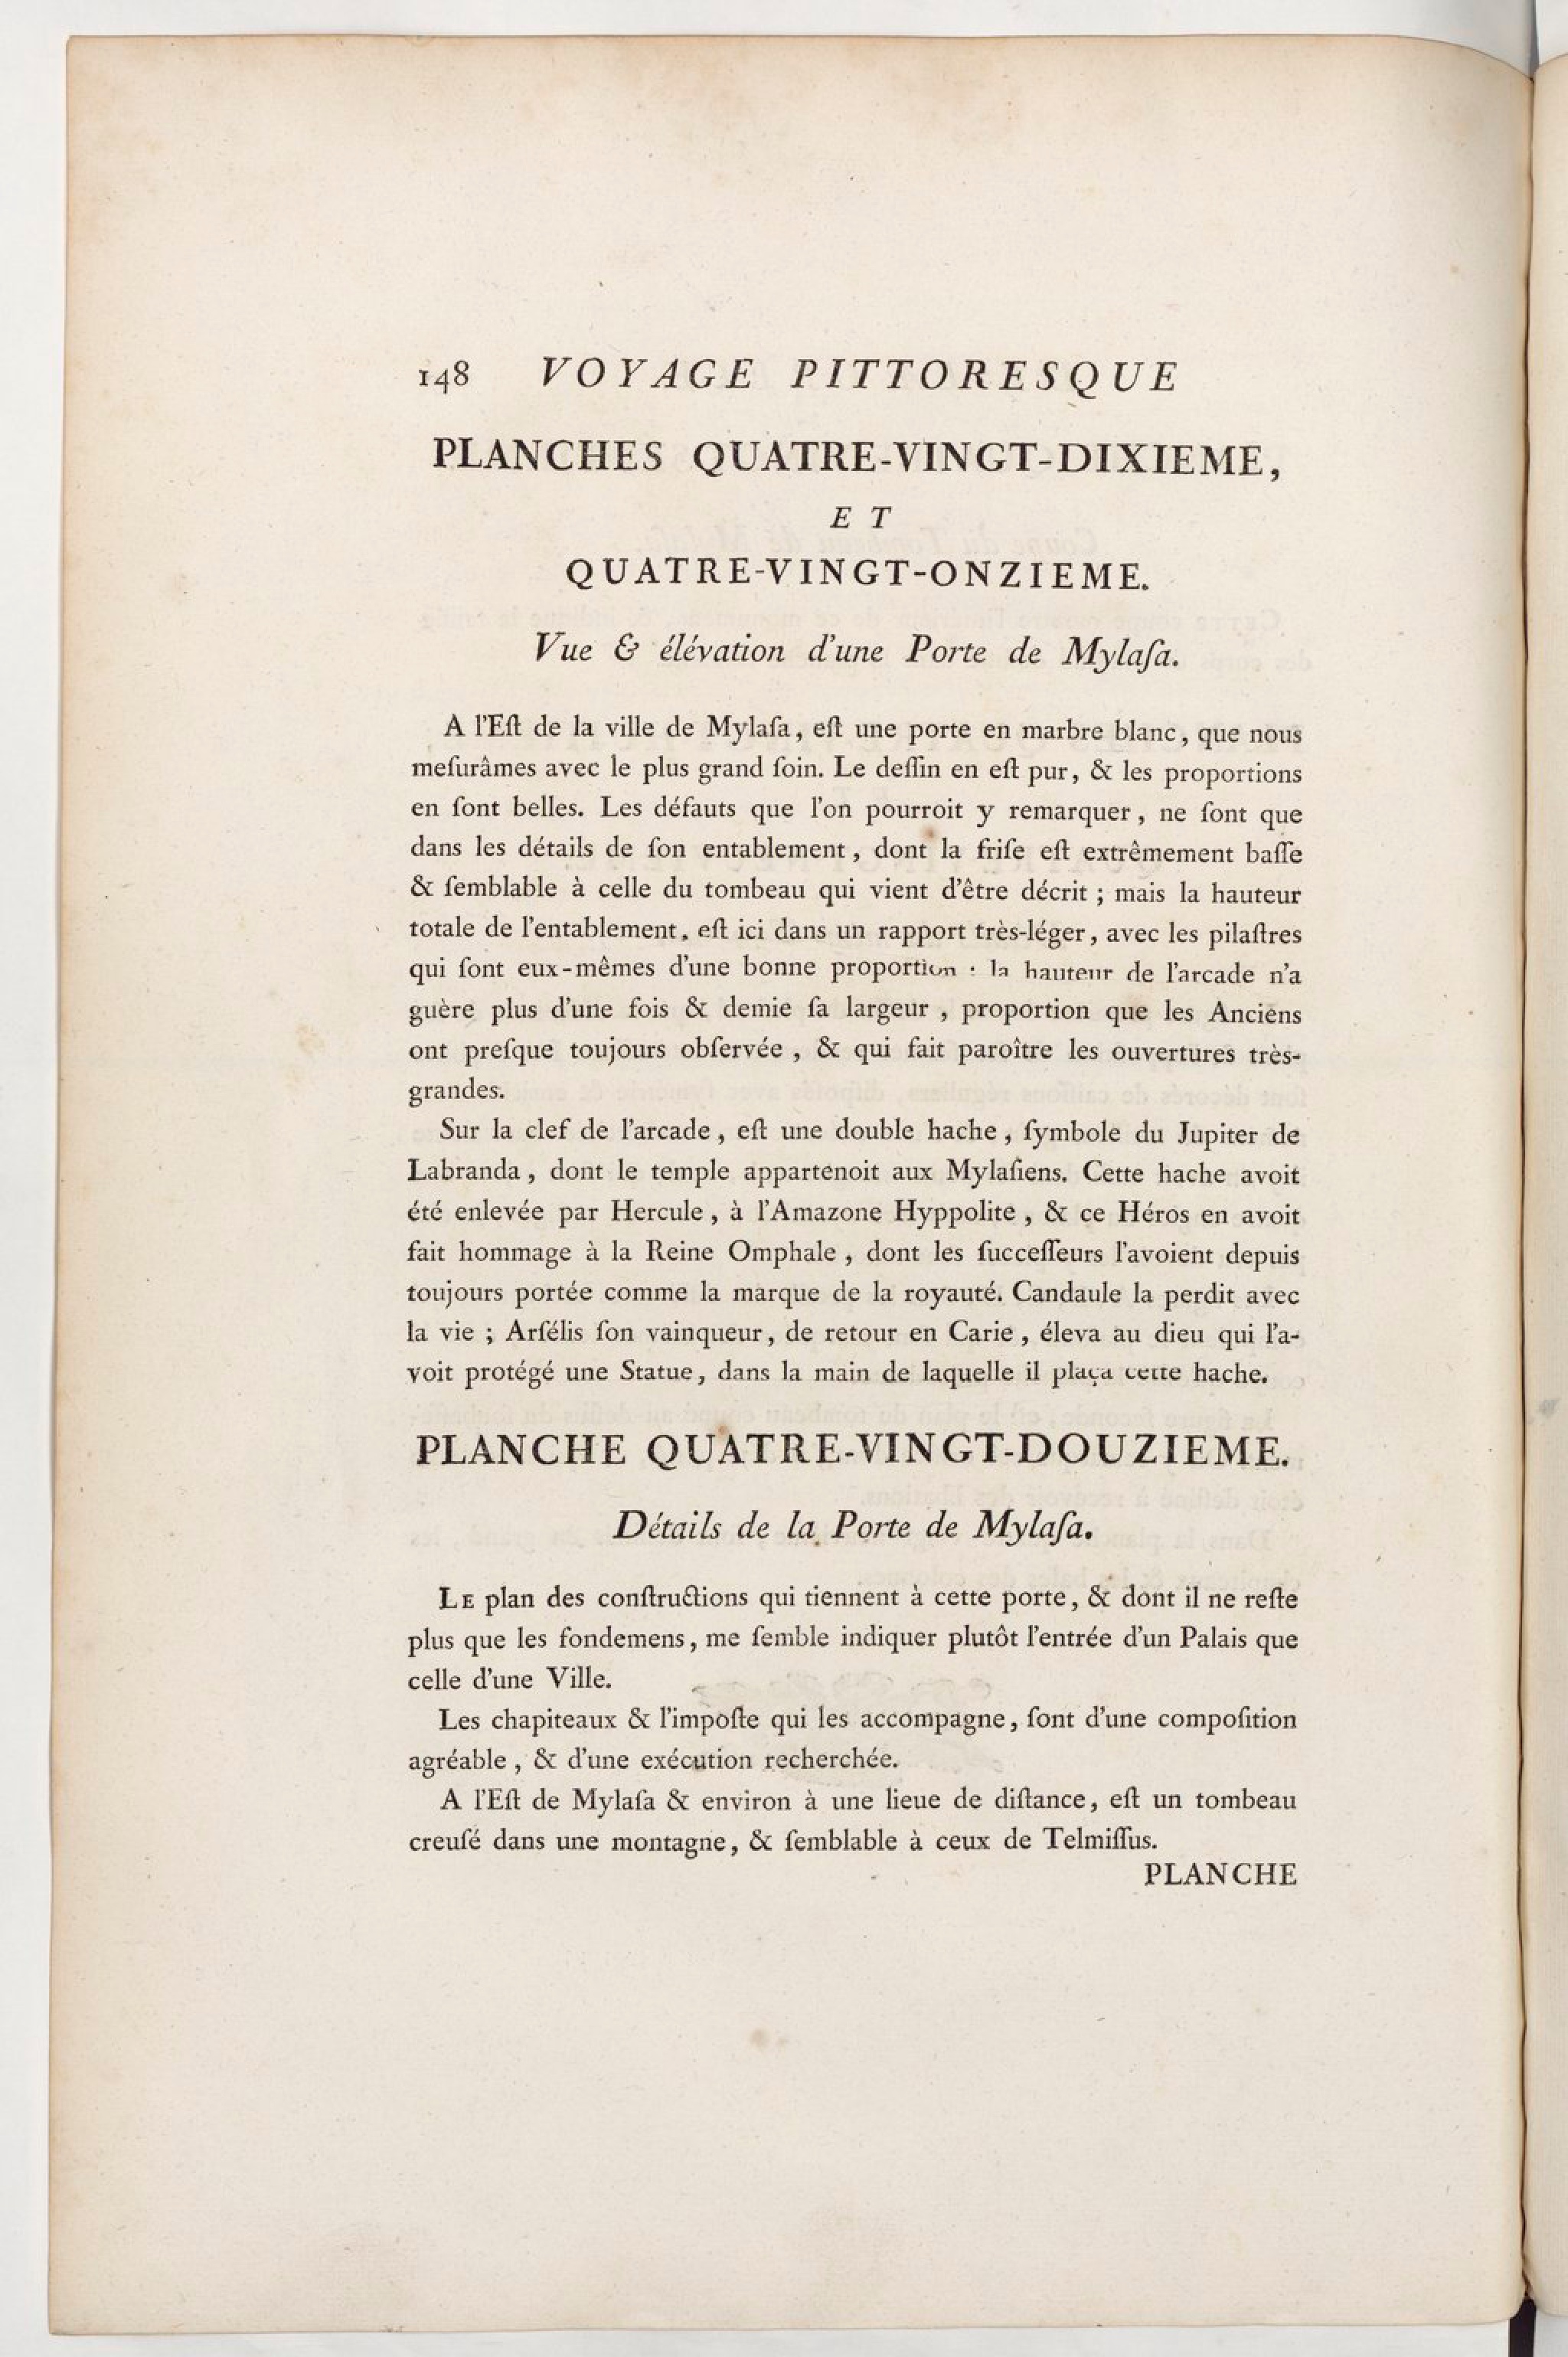 148 VOYAGE PITTORESQUE
PLANCHES QUATRE-VINGT-DIXIEME,
ET
QUATRE-VINGT-ONZIEME.
Vue & élévation d'une Porte de Mylaſa.
A l'Eſt de la ville de Mylaſa, eſt une porte en marbre blanc, que nous
meſurâmes avec le plus grand ſoin. Le deſſin en eſt pur, & les proportions
en ſont belles. Les défauts que l'on pourroit y remarquer, ne ſont que
dans les détails de ſon entablement, dont la friſe eſt extrêmement baſſe
& ſemblable à celle du tombeau qui vient d'être décrit ; mais la hauteur
totale de l'entablement, eſt ici dans un rapport très-léger, avec les pilaſtres
qui ſont eux-mêmes d'une bonne proportion : la hauteur de l'arcade n'a
guère plus d'une fois & demie ſa largeur , proportion que les Anciens
ont preſque toujours obſervée , & qui fait paroître les ouvertures très-
grandes.
Sur la clef de l'arcade, eſt une double hache, ſymbole du Jupiter de
Labranda, dont le temple appartenoit aux Mylaſiens. Cette hache avoit
été enlevée par Hercule, à l'Amazone Hyppolite , & ce Héros en avoit
fait hommage à la Reine Omphale , dont les ſucceſſeurs l'avoient depuis
toujours portée comme la marque de la royauté. Candaule la perdit avec
la vie ; Arſélis ſon vainqueur, de retour en Carie, éleva au dieu qui l'a-
voit protégé une Statue, dans la main de laquelle il plaça cette hache.
PLANCHE QUATRE-VINGT-DOUZIEME.
Détails de la Porte de Mylaſa.
LE plan des conſtructions qui tiennent à cette porte, & dont il ne reſte
plus que les fondemens, me ſemble indiquer plutôt l'entrée d'un Palais que
celle d'une Ville.
Les chapiteaux & l'impoſte qui les accompagne, ſont d'une compoſition
agréable , & d'une exécution recherchée.
A l'Eſt de Mylaſa & environ à une lieue de diſtance, eſt un tombeau
creuſé dans une montagne, & ſemblable à ceux de Telmiſſus.
PLANCHE